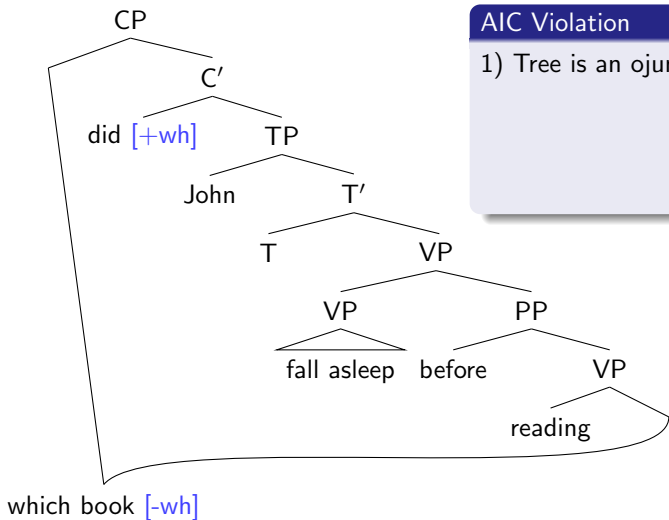 AIC Violation
1) Tree is an
CP
C′
did [+wh]
TP
John
T′
T
VP
VP
PP
fall asleep
before
VP
reading
which book [-wh]